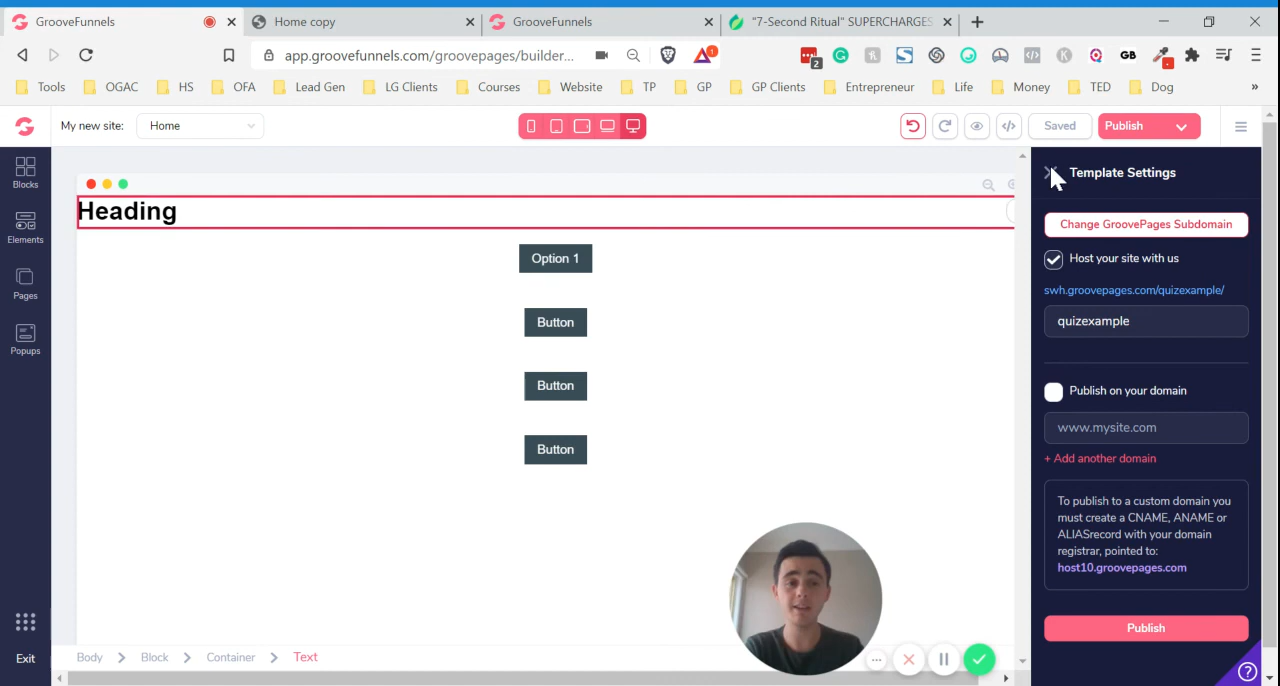 GrooveFunnels
Home copy
GrooveFunnels
"7-Second Ritual" SUPERCHARGES
app.groovefunnels.com/groovepages/builder...
1
2
GB
Tools
OGAC
HS
OFA
Lead Gen
LG Clients
Courses
Website
TP
GP
GP Clients
Entrepreneur
Life
Money
TED
Dog
»
My new site:
Home
Saved
Publish
Blocks
Elements
Pages
Popups
Exit
Heading
Option 1
Button
Button
Button
Body
Block
Container
Text
Template Settings
Change GroovePages Subdomain
Host your site with us
swh.groovepages.com/quizexample/
quizexample
Publish on your domain
www.mysite.com
+ Add another domain
To publish to a custom domain you
must create a CNAME, ANAME or
ALIASrecord with your domain
registrar, pointed to:
host10.groovepages.com
Publish